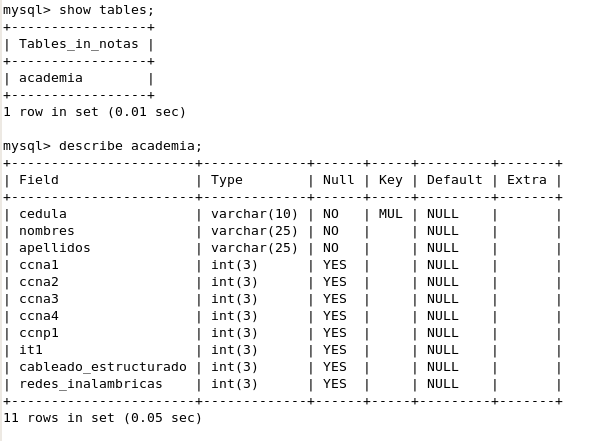 mysql> show tables;
+-----------------+
| Tables_in_notas |
+-----------------+
| academia        |
+-----------------+
1 row in set (0.01 sec)

mysql> describe academia;
+----------------------+-------------+------+-----+---------+-------+
| Field                | Type        | Null | Key | Default | Extra |
+----------------------+-------------+------+-----+---------+-------+
| cedula               | varchar(10) | NO   | MUL | NULL    |       |
| nombres              | varchar(25) | NO   |     | NULL    |       |
| apellidos            | varchar(25) | NO   |     | NULL    |       |
| ccna1                | int(3)      | YES  |     | NULL    |       |
| ccna2                | int(3)      | YES  |     | NULL    |       |
| ccna3                | int(3)      | YES  |     | NULL    |       |
| ccna4                | int(3)      | YES  |     | NULL    |       |
| ccnp1                | int(3)      | YES  |     | NULL    |       |
| it1                  | int(3)      | YES  |     | NULL    |       |
| cableado_estructurado | int(3)      | YES  |     | NULL    |       |
| redes_inalambricas   | int(3)      | YES  |     | NULL    |       |
+----------------------+-------------+------+-----+---------+-------+
11 rows in set (0.05 sec)